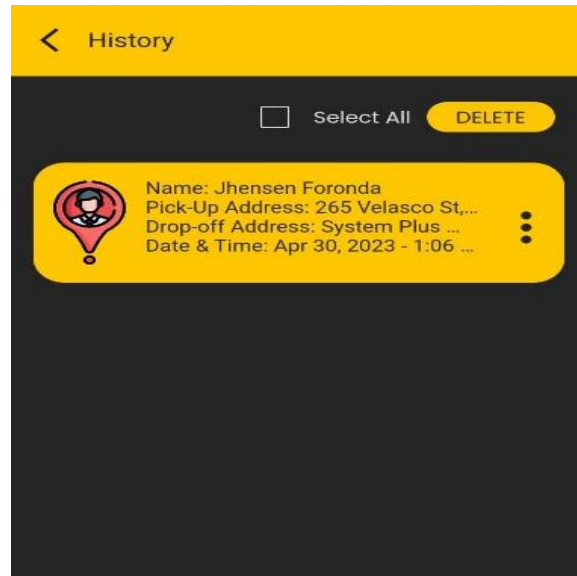 History
Select All DELETE
Name: Jhensen Foronda
Pick-Up Address: 265 Velasco St,...
Drop-off Address: System Plus ...
Date & Time: Apr 30, 2023 - 1:06 ...